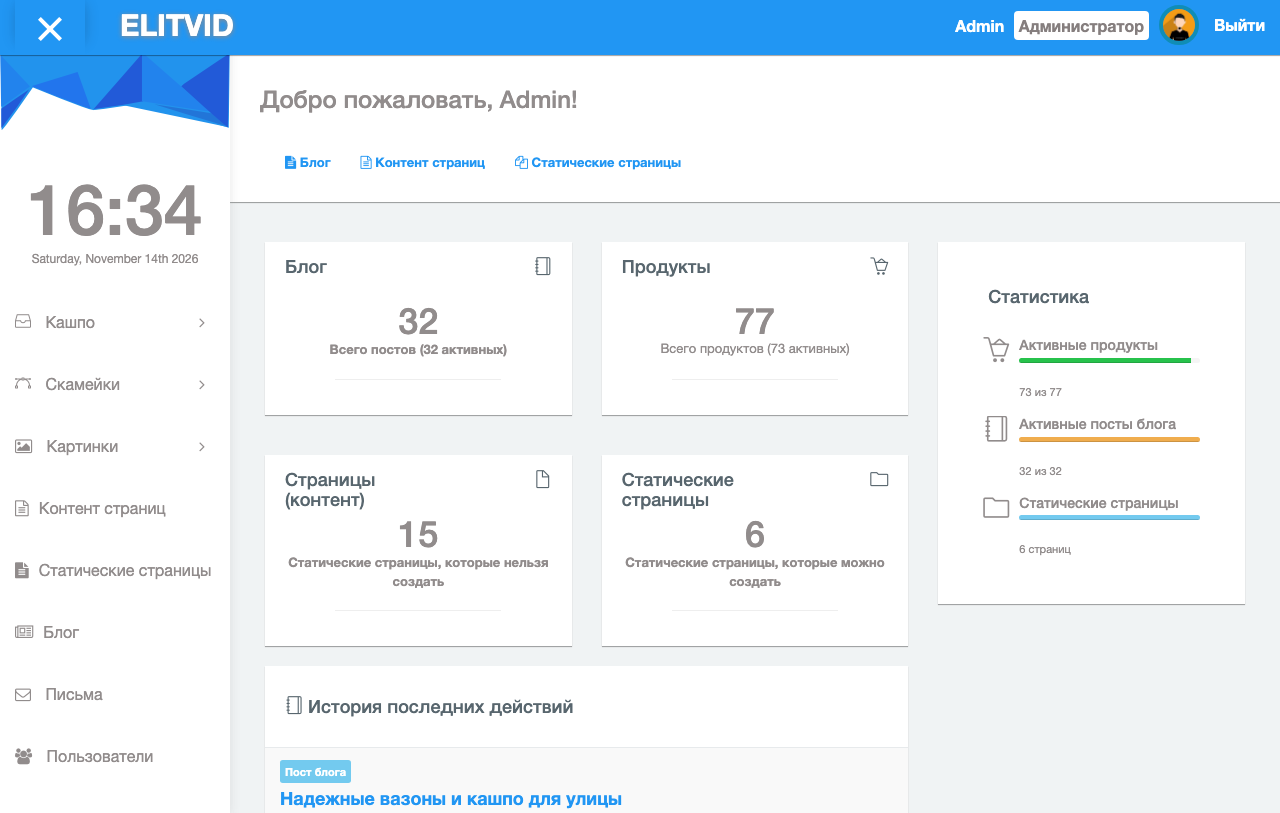 ELITVID
Admin
Администратор
Выйти
16:34
Saturday, November 14th 2026
Кашпо
Скамейки
Картинки
Контент страниц
Статические страницы
Блог
Письма
Пользователи
Добро пожаловать, Admin!
Блог
Контент страниц
Статические страницы
Блог
32
Всего постов (32 активных)
Продукты
77
Всего продуктов (73 активных)
Страницы
(контент)
15
Статические страницы, которые нельзя
создать
Статические
страницы
6
Статические страницы, которые можно
создать
Статистика
Активные продукты
73 из 77
Активные посты блога
32 из 32
Статические страницы
6 страниц
История последних действий
Пост блога
Надежные вазоны и кашпо для улицы